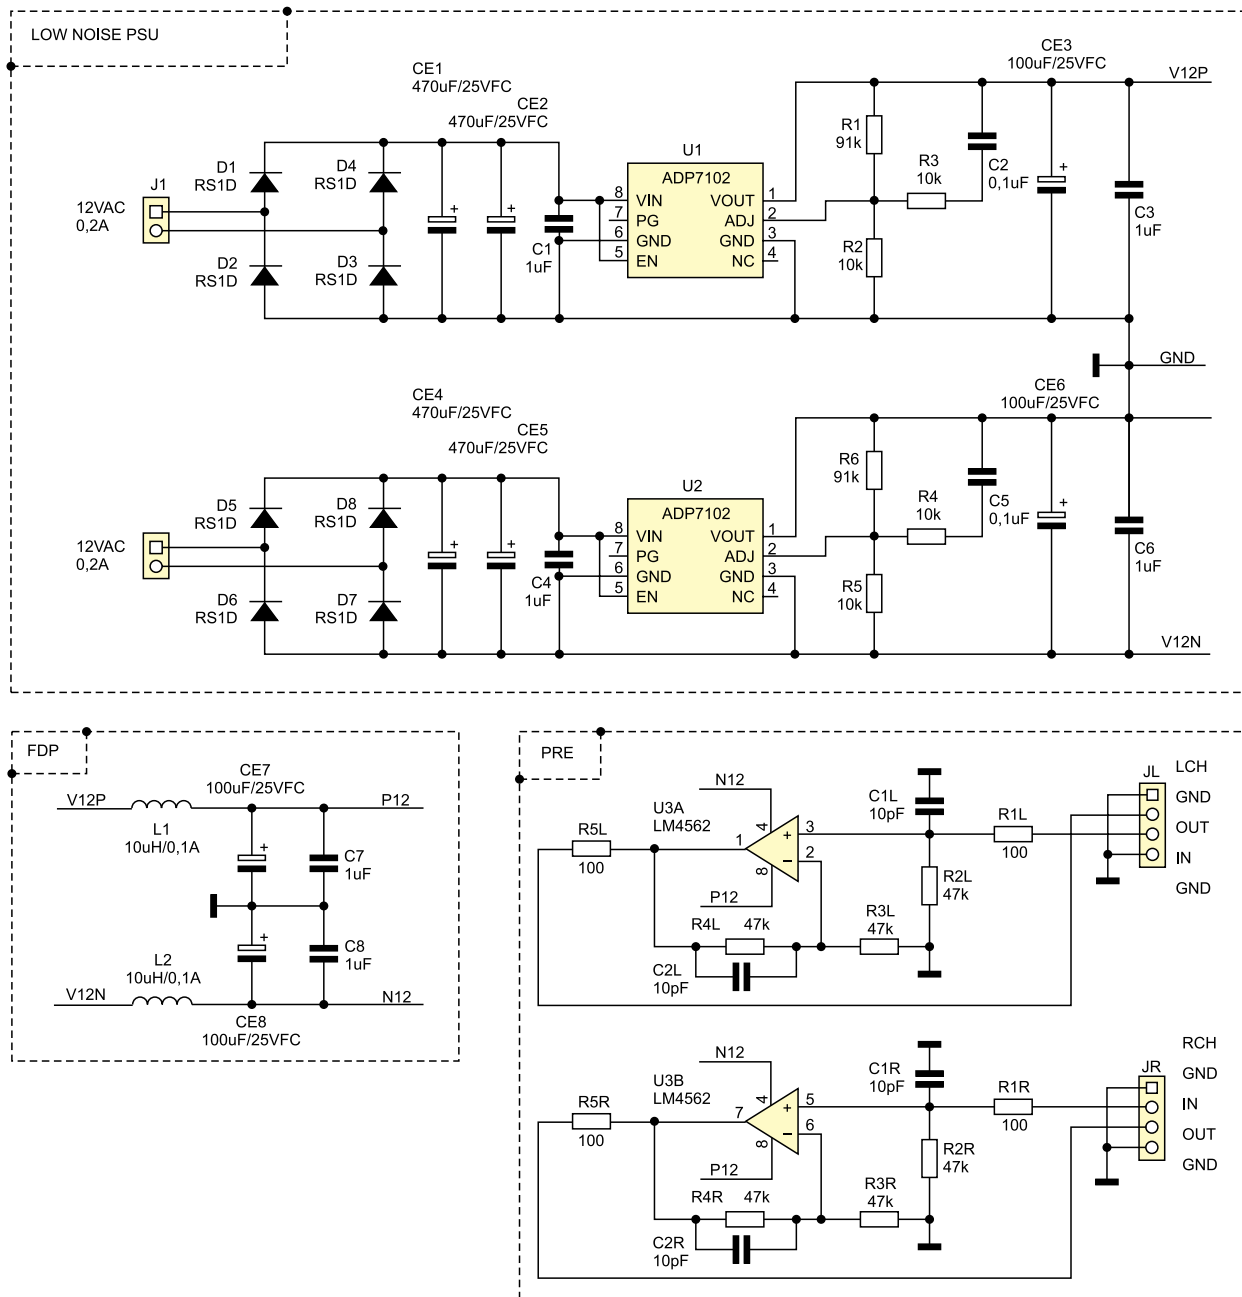 LOW NOISE PSU
CE1
470uF/25VFC
CE2
470uF/25VFC
CE3
100uF/25VFC
V12P
J1
12VAC
0,2A
D1
RS1D
D4
RS1D
D2
RS1D
D3
RS1D
C1
1uF
U1
ADP7102
8 VIN VOUT 1
7 PG ADJ 2
6 GND GND 3
5 EN NC 4
R1
91k
R3
10k
R2
10k
C2
0,1uF
+
+
+
C3
1uF
GND
CE4
470uF/25VFC
CE5
470uF/25VFC
CE6
100uF/25VFC
12VAC
0,2A
D5
RS1D
D8
RS1D
D6
RS1D
D7
RS1D
C4
1uF
U2
ADP7102
8 VIN VOUT 1
7 PG ADJ 2
6 GND GND 3
5 EN NC 4
R6
91k
R4
10k
R5
10k
C5
0,1uF
+
+
+
C6
1uF
V12N
FDP
CE7
100uF/25VFC
V12P
P12
L1
10uH/0,1A
+
C7
1uF
+
C8
1uF
L2
10uH/0,1A
V12N
N12
CE8
100uF/25VFC
PRE
N12
U3A
LM4562
4
+
3
1
−
2
8
P12
R5L
100
C1L
10pF
R1L
100
R2L
47k
R3L
47k
R4L
47k
C2L
10pF
JL
LCH
GND
OUT
IN
GND
N12
U3B
LM4562
4
+
5
7
−
6
8
P12
R5R
100
C1R
10pF
R1R
100
R2R
47k
R3R
47k
R4R
47k
C2R
10pF
JR
RCH
GND
IN
OUT
GND